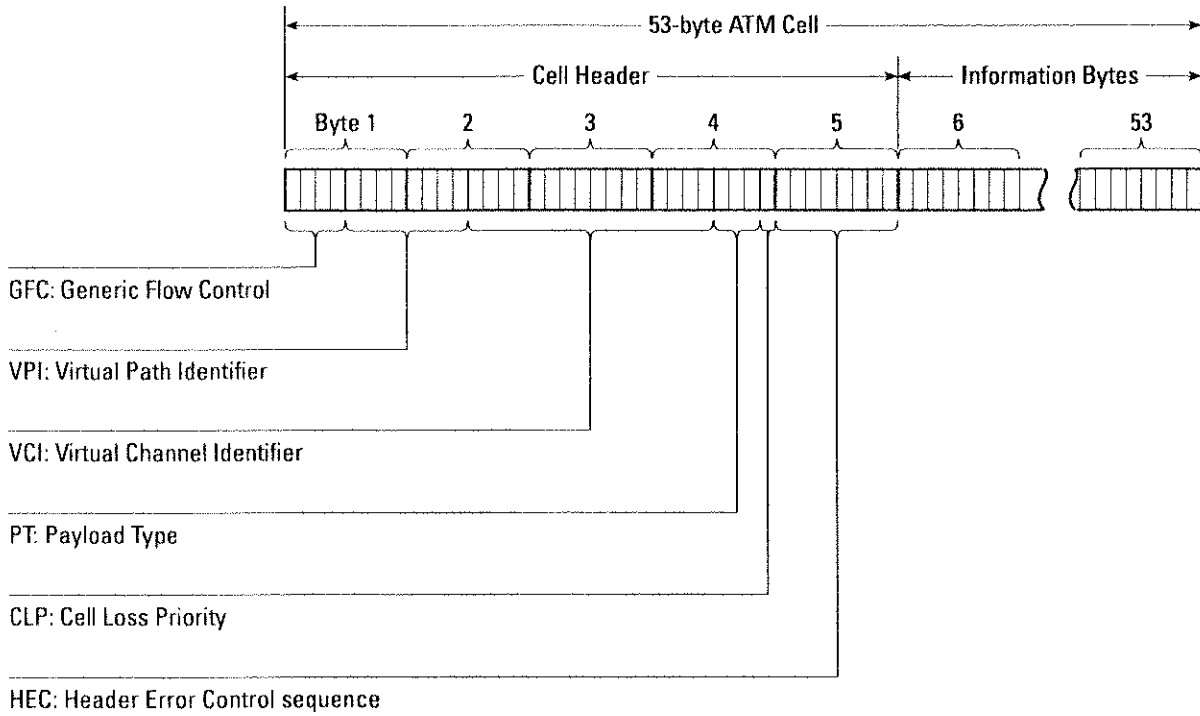 53-byte ATM Cell
Cell Header
Information Bytes
Byte 1 2 3 4 5 6 53
GFC: Generic Flow Control
VPI: Virtual Path Identifier
VCI: Virtual Channel Identifier
PT: Payload Type
CLP: Cell Loss Priority
HEC: Header Error Control sequence